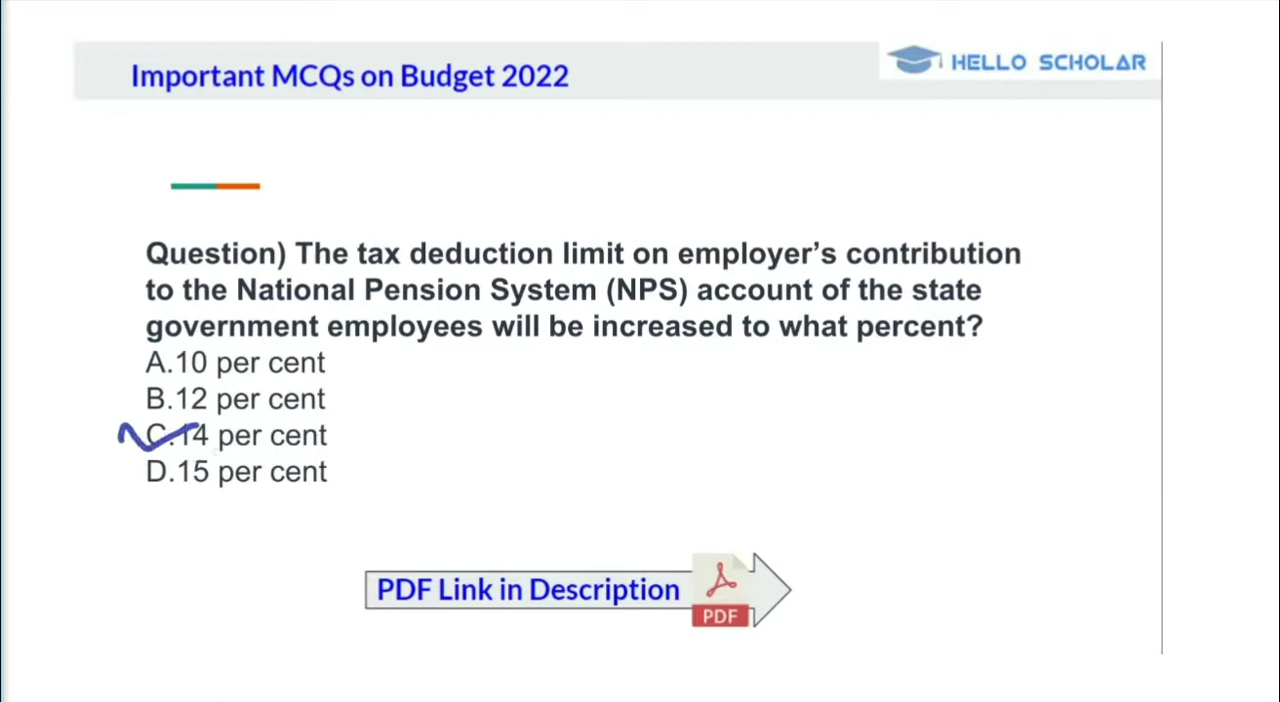 Important MCQs on Budget 2022
HELLO SCHOLAR
Question) The tax deduction limit on employer’s contribution
to the National Pension System (NPS) account of the state
government employees will be increased to what percent?
A.10 per cent
B.12 per cent
C.14 per cent
D.15 per cent
PDF Link in Description
PDF